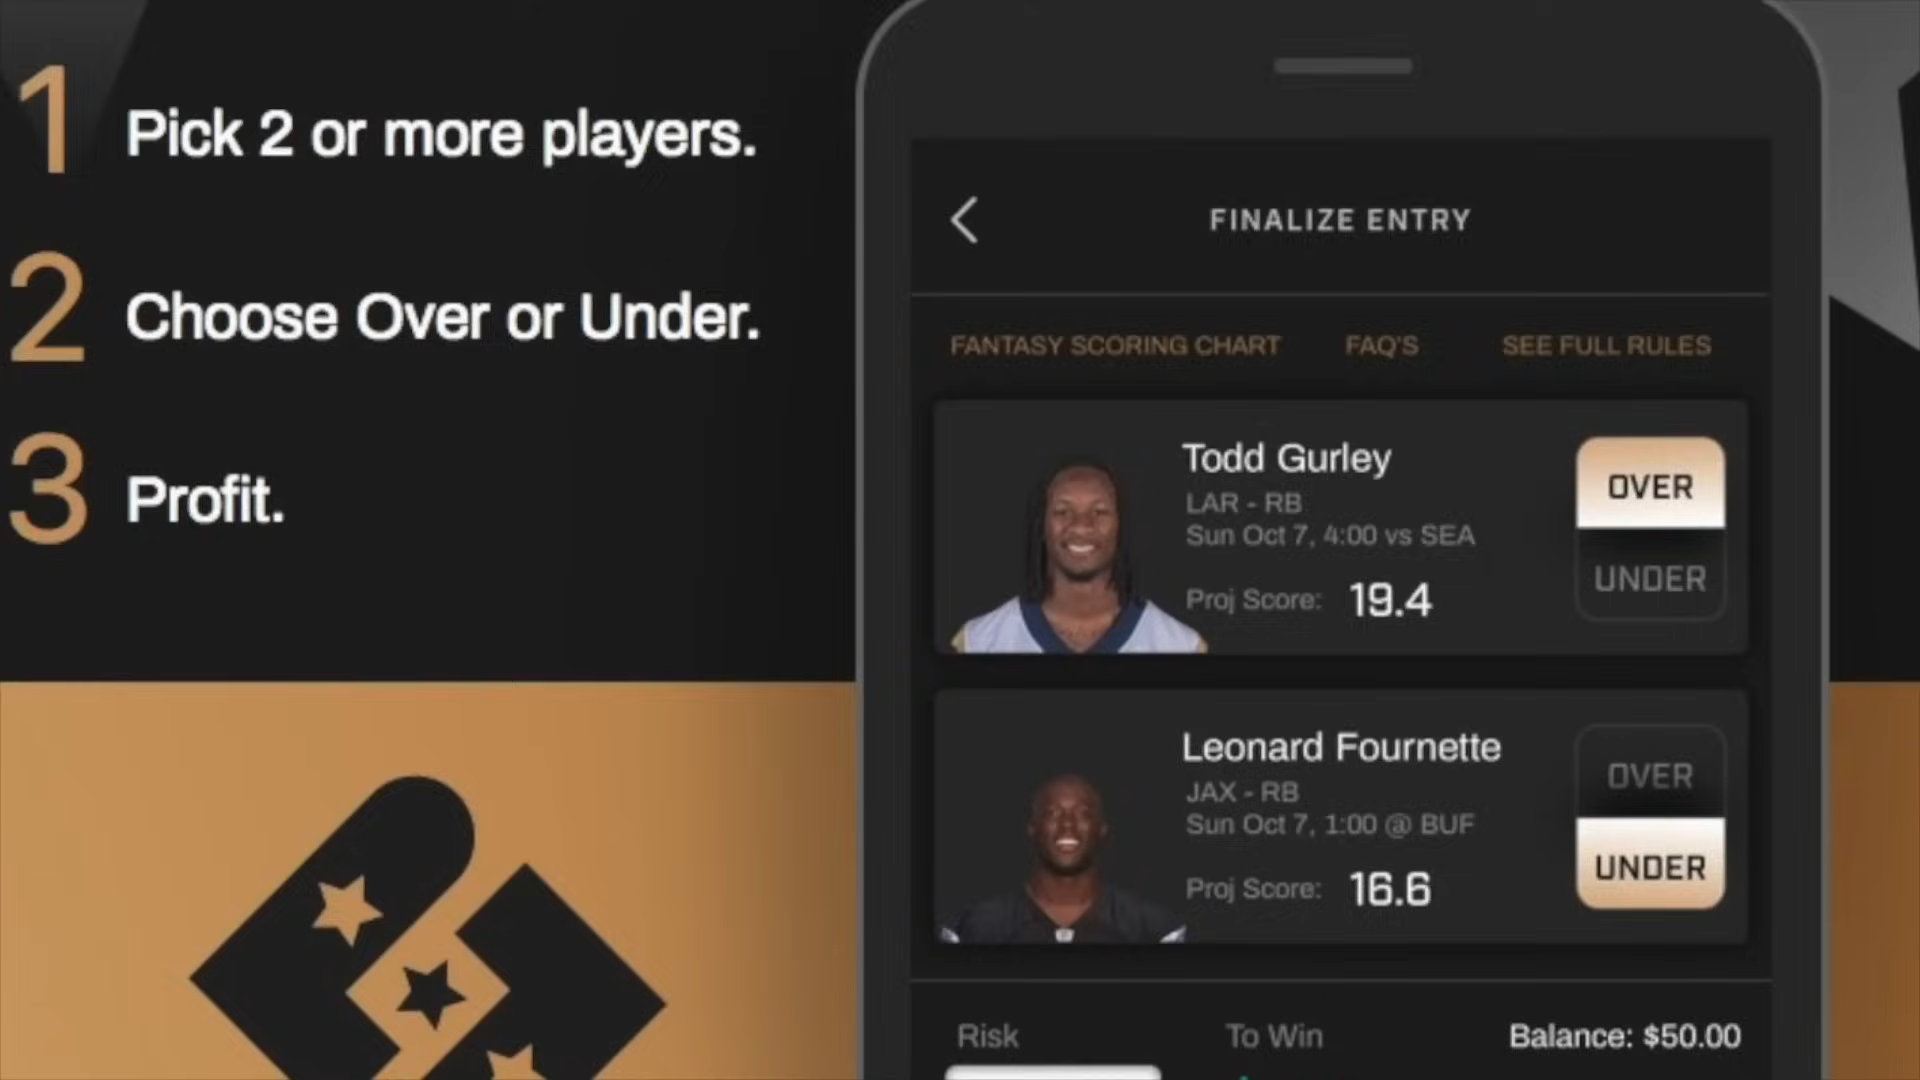 1 Pick 2 or more players.
2 Choose Over or Under.
3 Profit.
FINALIZE ENTRY
FANTASY SCORING CHART FAQ'S SEE FULL RULES
Todd Gurley
LAR - RB
Sun Oct 7, 4:00 vs SEA
Proj Score: 19.4
OVER
UNDER
Leonard Fournette
JAX - RB
Sun Oct 7, 1:00 @ BUF
Proj Score: 16.6
OVER
UNDER
Risk To Win Balance: $50.00